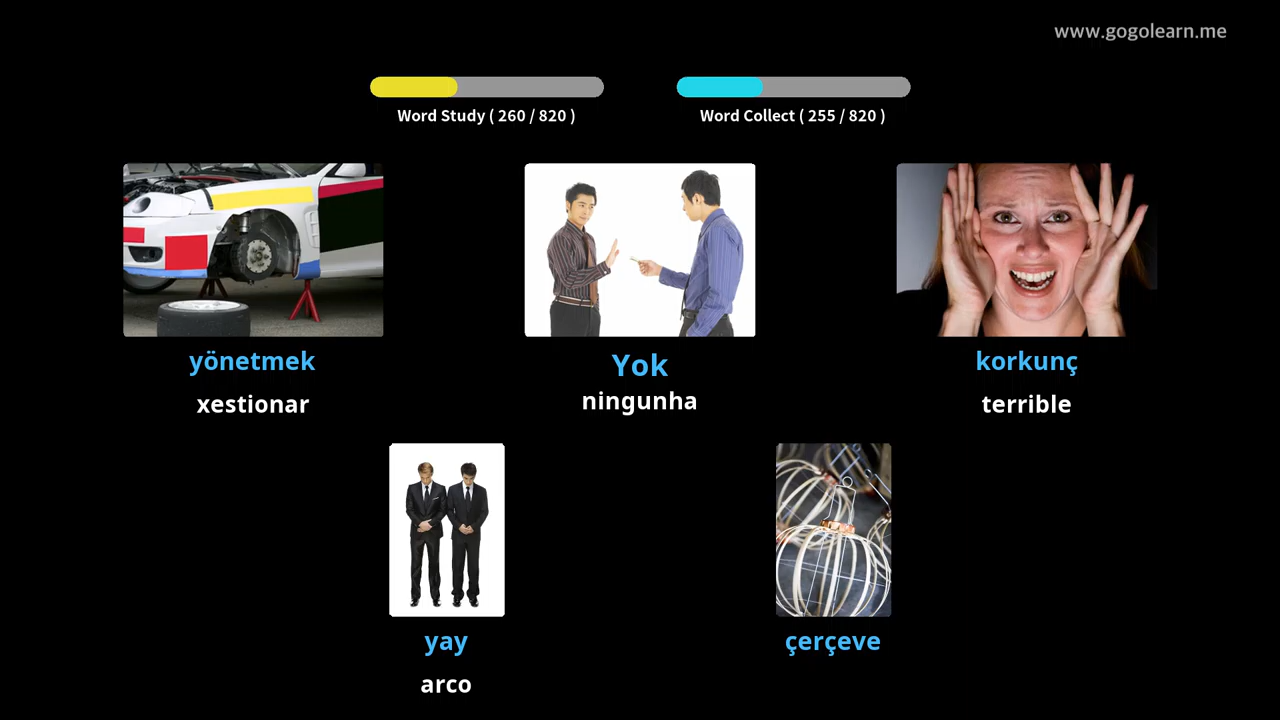 www.gogolearn.me
Word Study ( 260 / 820 )
Word Collect ( 255 / 820 )
yönetmek
xestionar
Yok
ningunha
korkunç
terrible
yay
arco
çerçeve